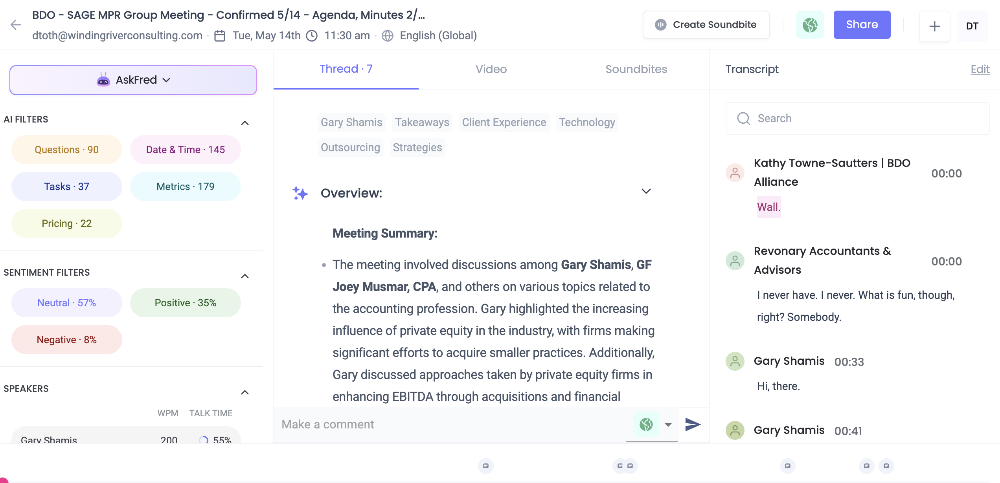 BDO - SAGE MPR Group Meeting - Confirmed 5/14 - Agenda, Minutes 2/...
dtoth@windingriverconsulting.com · Tue, May 14th 11:30 am · English (Global)
Create Soundbite
Share
DT
AskFred
AI FILTERS
Questions · 90
Date & Time · 145
Tasks · 37
Metrics · 179
Pricing · 22
SENTIMENT FILTERS
Neutral · 57%
Positive · 35%
Negative · 8%
SPEAKERS
WPM TALK TIME
Gary Shamis 200 55%
Thread · 7
Video
Soundbites
Gary Shamis Takeaways Client Experience Technology
Outsourcing Strategies
Overview:
Meeting Summary:
• The meeting involved discussions among Gary Shamis, GF
Joey Musmar, CPA, and others on various topics related to
the accounting profession. Gary highlighted the increasing
influence of private equity in the industry, with firms making
significant efforts to acquire smaller practices. Additionally,
Gary discussed approaches taken by private equity firms in
enhancing EBITDA through acquisitions and financial
Make a comment
Transcript
Edit
Search
Kathy Towne-Sautters | BDO
Alliance
00:00
Wall.
Revonary Accountants &
Advisors
00:00
I never have. I never. What is fun, though,
right? Somebody.
Gary Shamis 00:33
Hi, there.
Gary Shamis 00:41